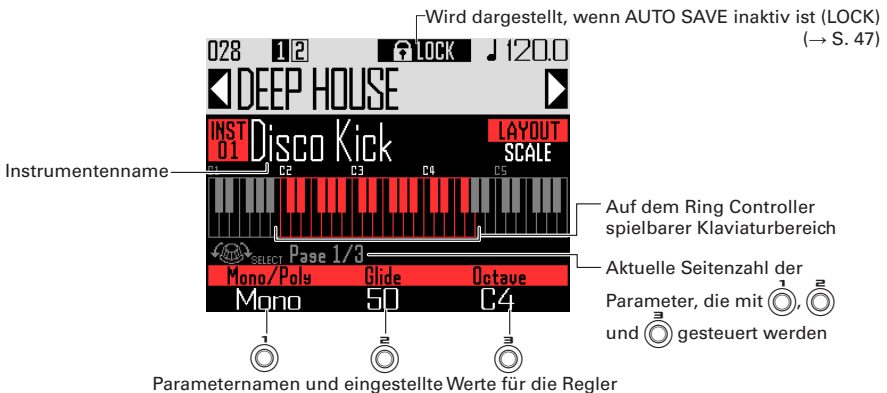 Wird dargestellt, wenn AUTO SAVE inaktiv ist (LOCK)
(→ S. 47)
028 1 2 LOCK ♩120.0
DEEP HOUSE
INST 01 Disco Kick
LAYOUT
SCALE
Instrumentenname
C1 C2 C3 C4 C5
Auf dem Ring Controller
spielbarer Klaviaturbereich
SELECT Page 1/3
Aktuelle Seitenzahl der
Parameter, die mit 1, 2
und 3 gesteuert werden
Mono/Poly Glide Octave
Mono 50 C4
1 2 3
Parameternamen und eingestellte Werte für die Regler